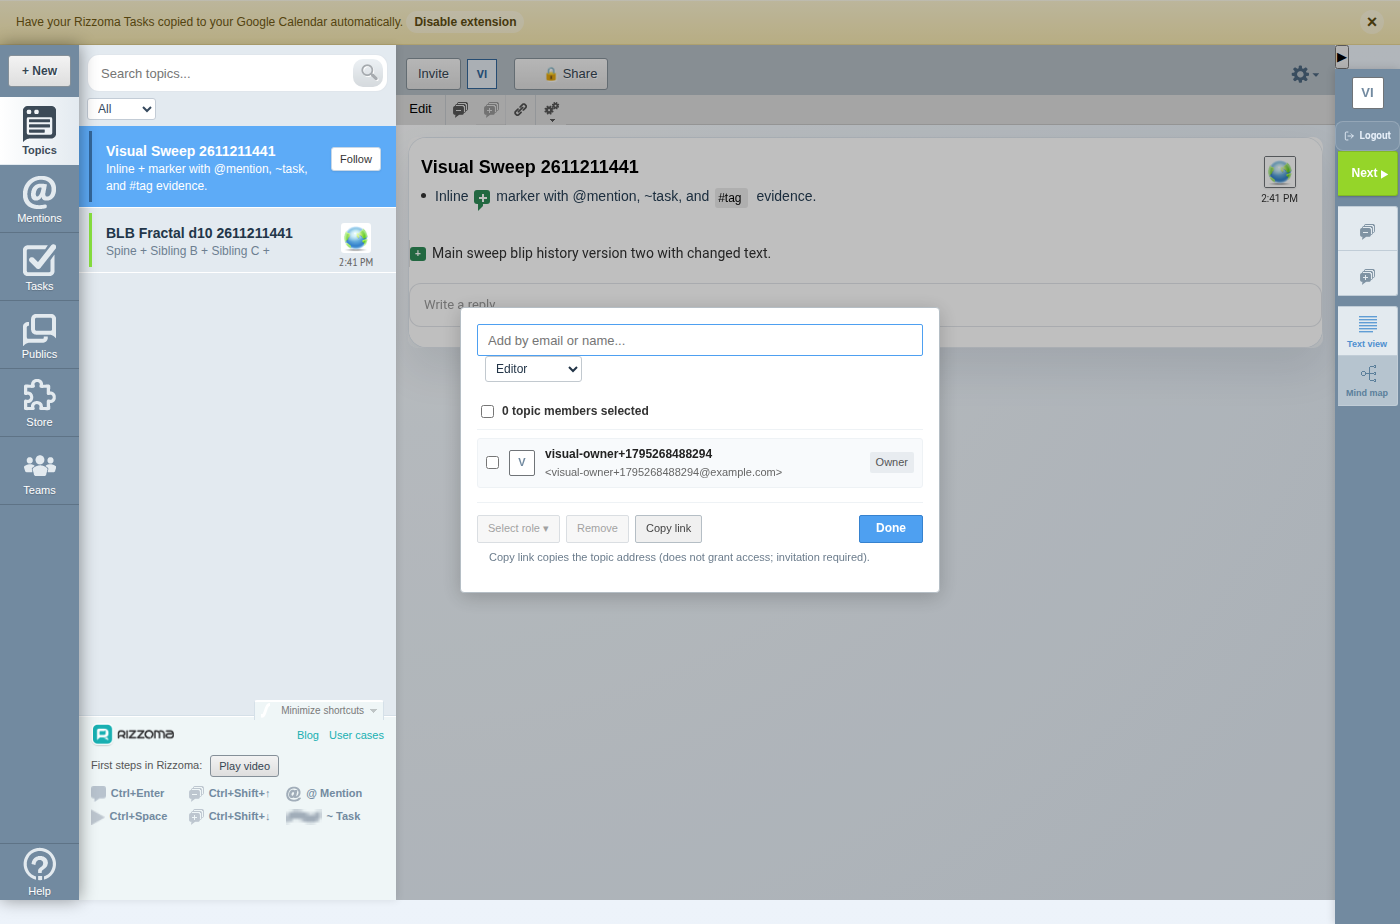 Have your Rizzoma Tasks copied to your Google Calendar automatically. Disable extension ×
+ New
Topics
Mentions
Tasks
Publics
Store
Teams
Help
Search topics...
All
Visual Sweep 2611211441
Inline + marker with @mention, ~task,
and #tag evidence.
Follow
BLB Fractal d10 2611211441
Spine + Sibling B + Sibling C +
2:41 PM
Minimize shortcuts
RIZZOMA
Blog User cases
First steps in Rizzoma: Play video
Ctrl+Enter Ctrl+Shift+↑ @ Mention
Ctrl+Space Ctrl+Shift+↓ ~ Task
Invite VI Share
Edit
Visual Sweep 2611211441
• Inline + marker with @mention, ~task, and #tag evidence.
2:41 PM
+ Main sweep blip history version two with changed text.
Write a reply
Add by email or name...
Editor
0 topic members selected
V
visual-owner+1795268488294
<visual-owner+1795268488294@example.com>
Owner
Select role ▾ Remove Copy link Done
Copy link copies the topic address (does not grant access; invitation required).
VI
Logout
Next ▶
Text view
Mind map